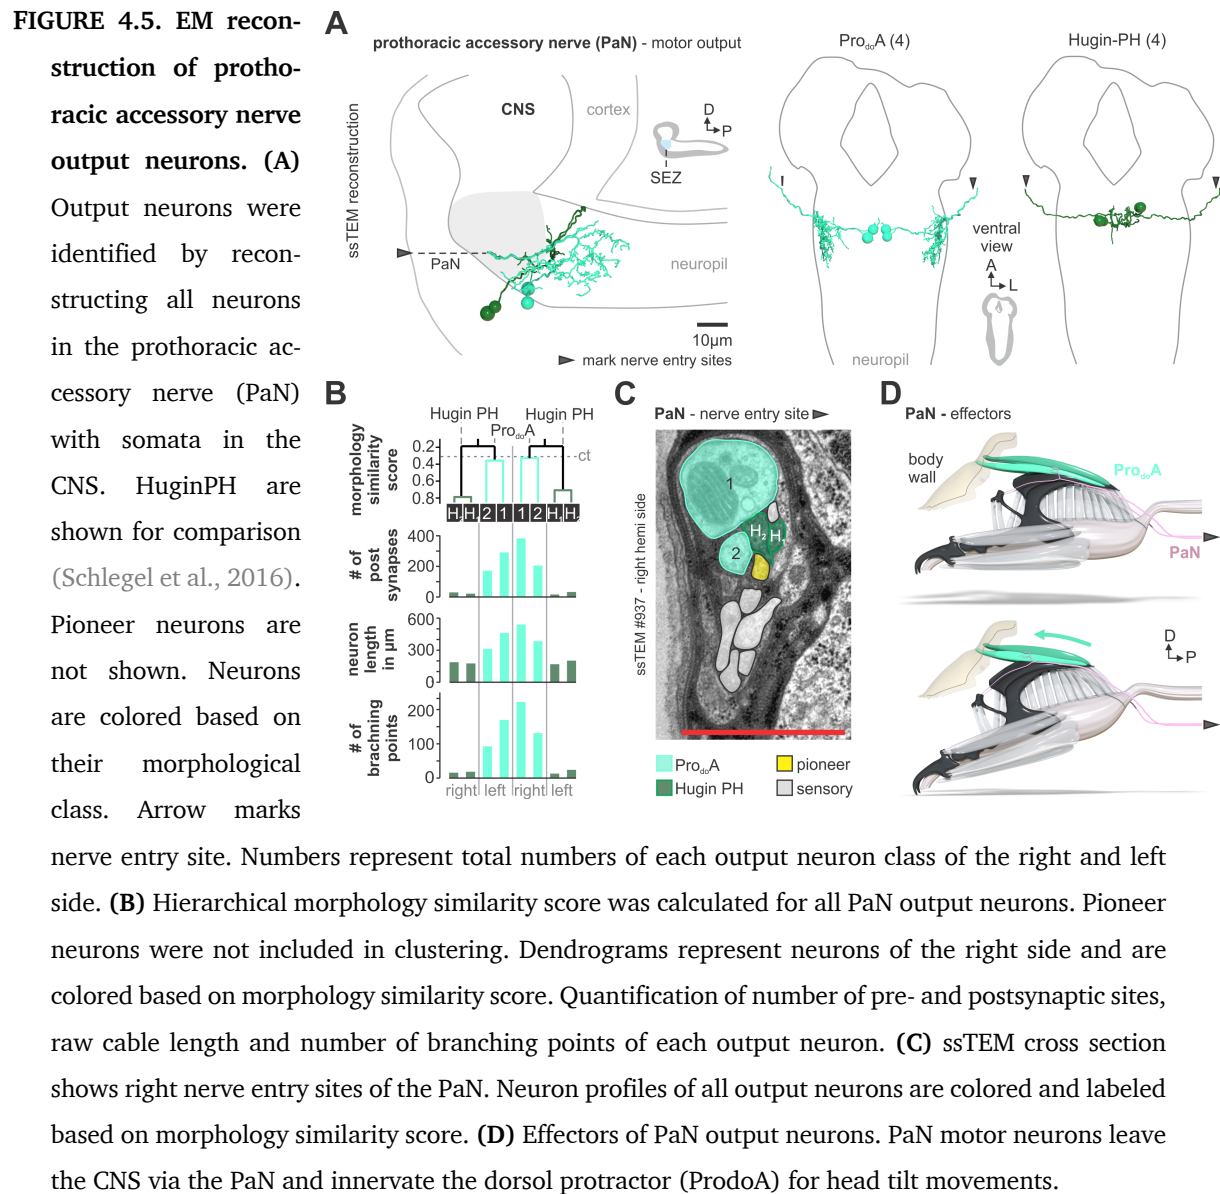 FIGURE 4.5. EM recon-
struction of protho-
racic accessory nerve
output neurons. (A)
Output neurons were
identified by recon-
structing all neurons
in the prothoracic ac-
cessory nerve (PaN)
with somata in the
CNS. HuginPH are
shown for comparison
(Schlegel et al., 2016).
Pioneer neurons are
not shown. Neurons
are colored based on
their morphological
class. Arrow marks
nerve entry site. Numbers represent total numbers of each output neuron class of the right and left
side. (B) Hierarchical morphology similarity score was calculated for all PaN output neurons. Pioneer
neurons were not included in clustering. Dendrograms represent neurons of the right side and are
colored based on morphology similarity score. Quantification of number of pre- and postsynaptic sites,
raw cable length and number of branching points of each output neuron. (C) ssTEM cross section
shows right nerve entry sites of the PaN. Neuron profiles of all output neurons are colored and labeled
based on morphology similarity score. (D) Effectors of PaN output neurons. PaN motor neurons leave
the CNS via the PaN and innervate the dorsol protractor (ProdoA) for head tilt movements.
A
prothoracic accessory nerve (PaN) - motor output
ssTEM reconstruction
CNS
cortex
D
P
SEZ
PaN
neuropil
10µm
mark nerve entry sites
ProdoA (4)
Hugin-PH (4)
ventral
view
A
L
neuropil
B
Hugin PH
Hugin PH
ProdoA
morphology
similarity
score
0.2
0.4
0.6
0.8
ct
H H 2 1 1 2 H H
# of
post
synapses
400
200
0
neuron
length
in µm
600
300
0
# of
brachning
points
200
100
0
right left right left
C
PaN - nerve entry site
ssTEM #937 - right hemi side
1
H2 H
2
ProdoA
pioneer
Hugin PH
sensory
D
PaN - effectors
body
wall
ProdoA
PaN
D
P